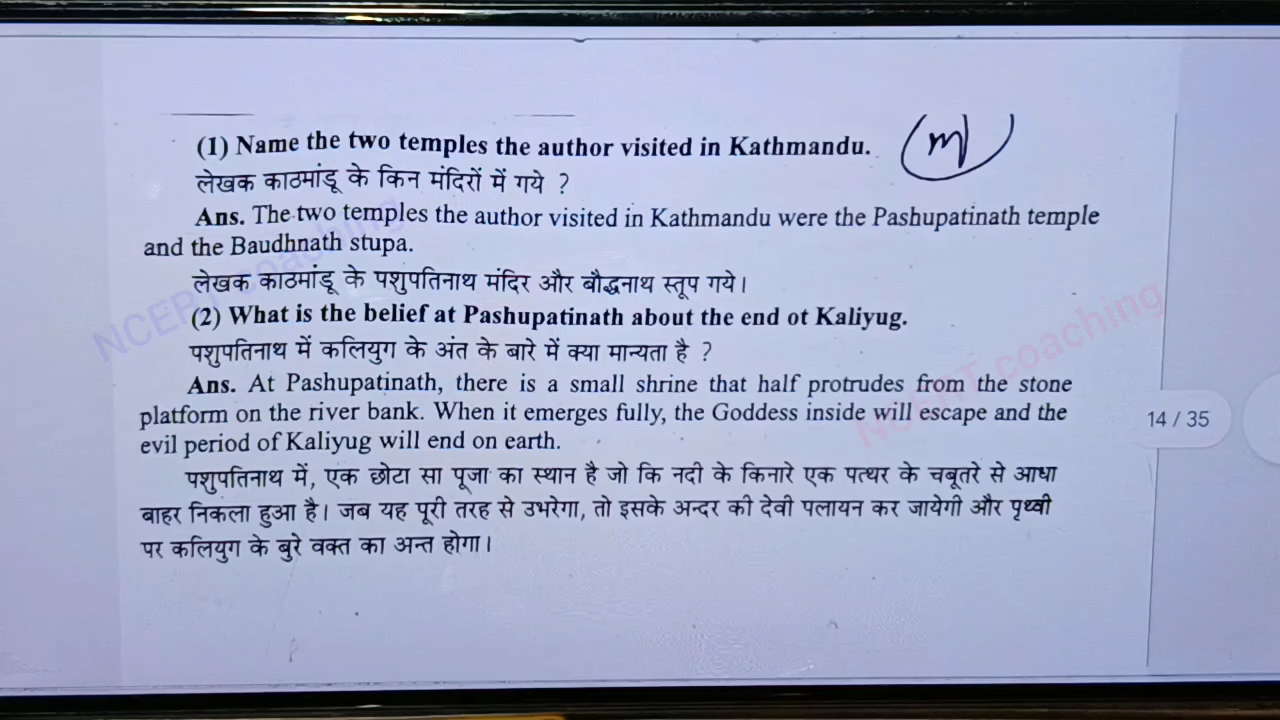 (1) Name the two temples the author visited in Kathmandu.
लेखक काठमांडू के किन मंदिरों में गये ?
Ans. The two temples the author visited in Kathmandu were the Pashupatinath temple
and the Baudhnath stupa.
लेखक काठमांडू के पशुपतिनाथ मंदिर और बौद्धनाथ स्तूप गये।
(2) What is the belief at Pashupatinath about the end ot Kaliyug.
पशुपतिनाथ में कलियुग के अंत के बारे में क्या मान्यता है ?
Ans. At Pashupatinath, there is a small shrine that half protrudes from the stone
platform on the river bank. When it emerges fully, the Goddess inside will escape and the
evil period of Kaliyug will end on earth.
पशुपतिनाथ में, एक छोटा सा पूजा का स्थान है जो कि नदी के किनारे एक पत्थर के चबूतरे से आधा
बाहर निकला हुआ है। जब यह पूरी तरह से उभरेगा, तो इसके अन्दर की देवी पलायन कर जायेगी और पृथ्वी
पर कलियुग के बुरे वक्त का अन्त होगा।
14 / 35
NCERT coaching
NCERT coaching